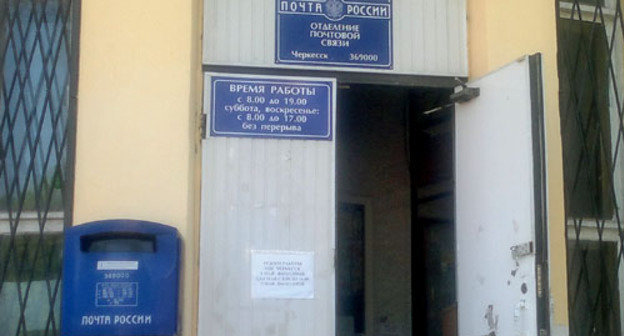 ПОЧТА РОССИИ
ОТДЕЛЕНИЕ
ПОЧТОВОЙ
СВЯЗИ
Черкесск 369000
ВРЕМЯ РАБОТЫ
с 8.00 до 19.00
суббота, воскресенье:
с 8.00 до 17.00
без перерыва
369000
ПОЧТА РОССИИ